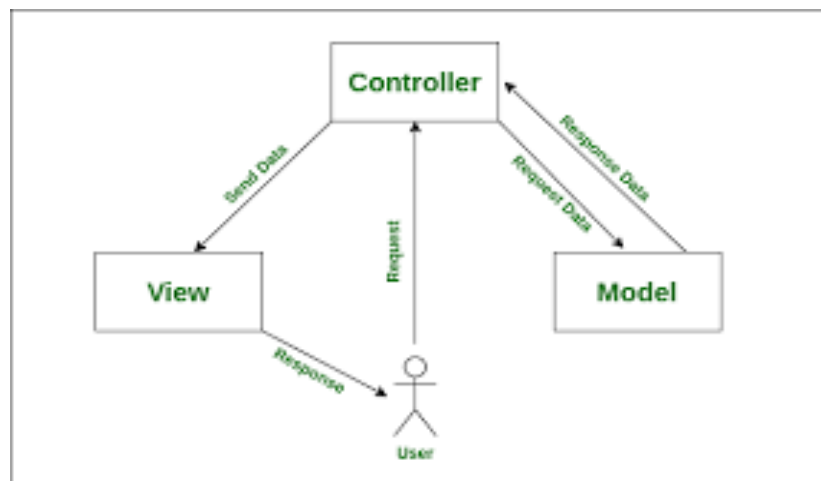 Controller
Send Data
Request
Request Data
Response Data
View
Model
Response
User